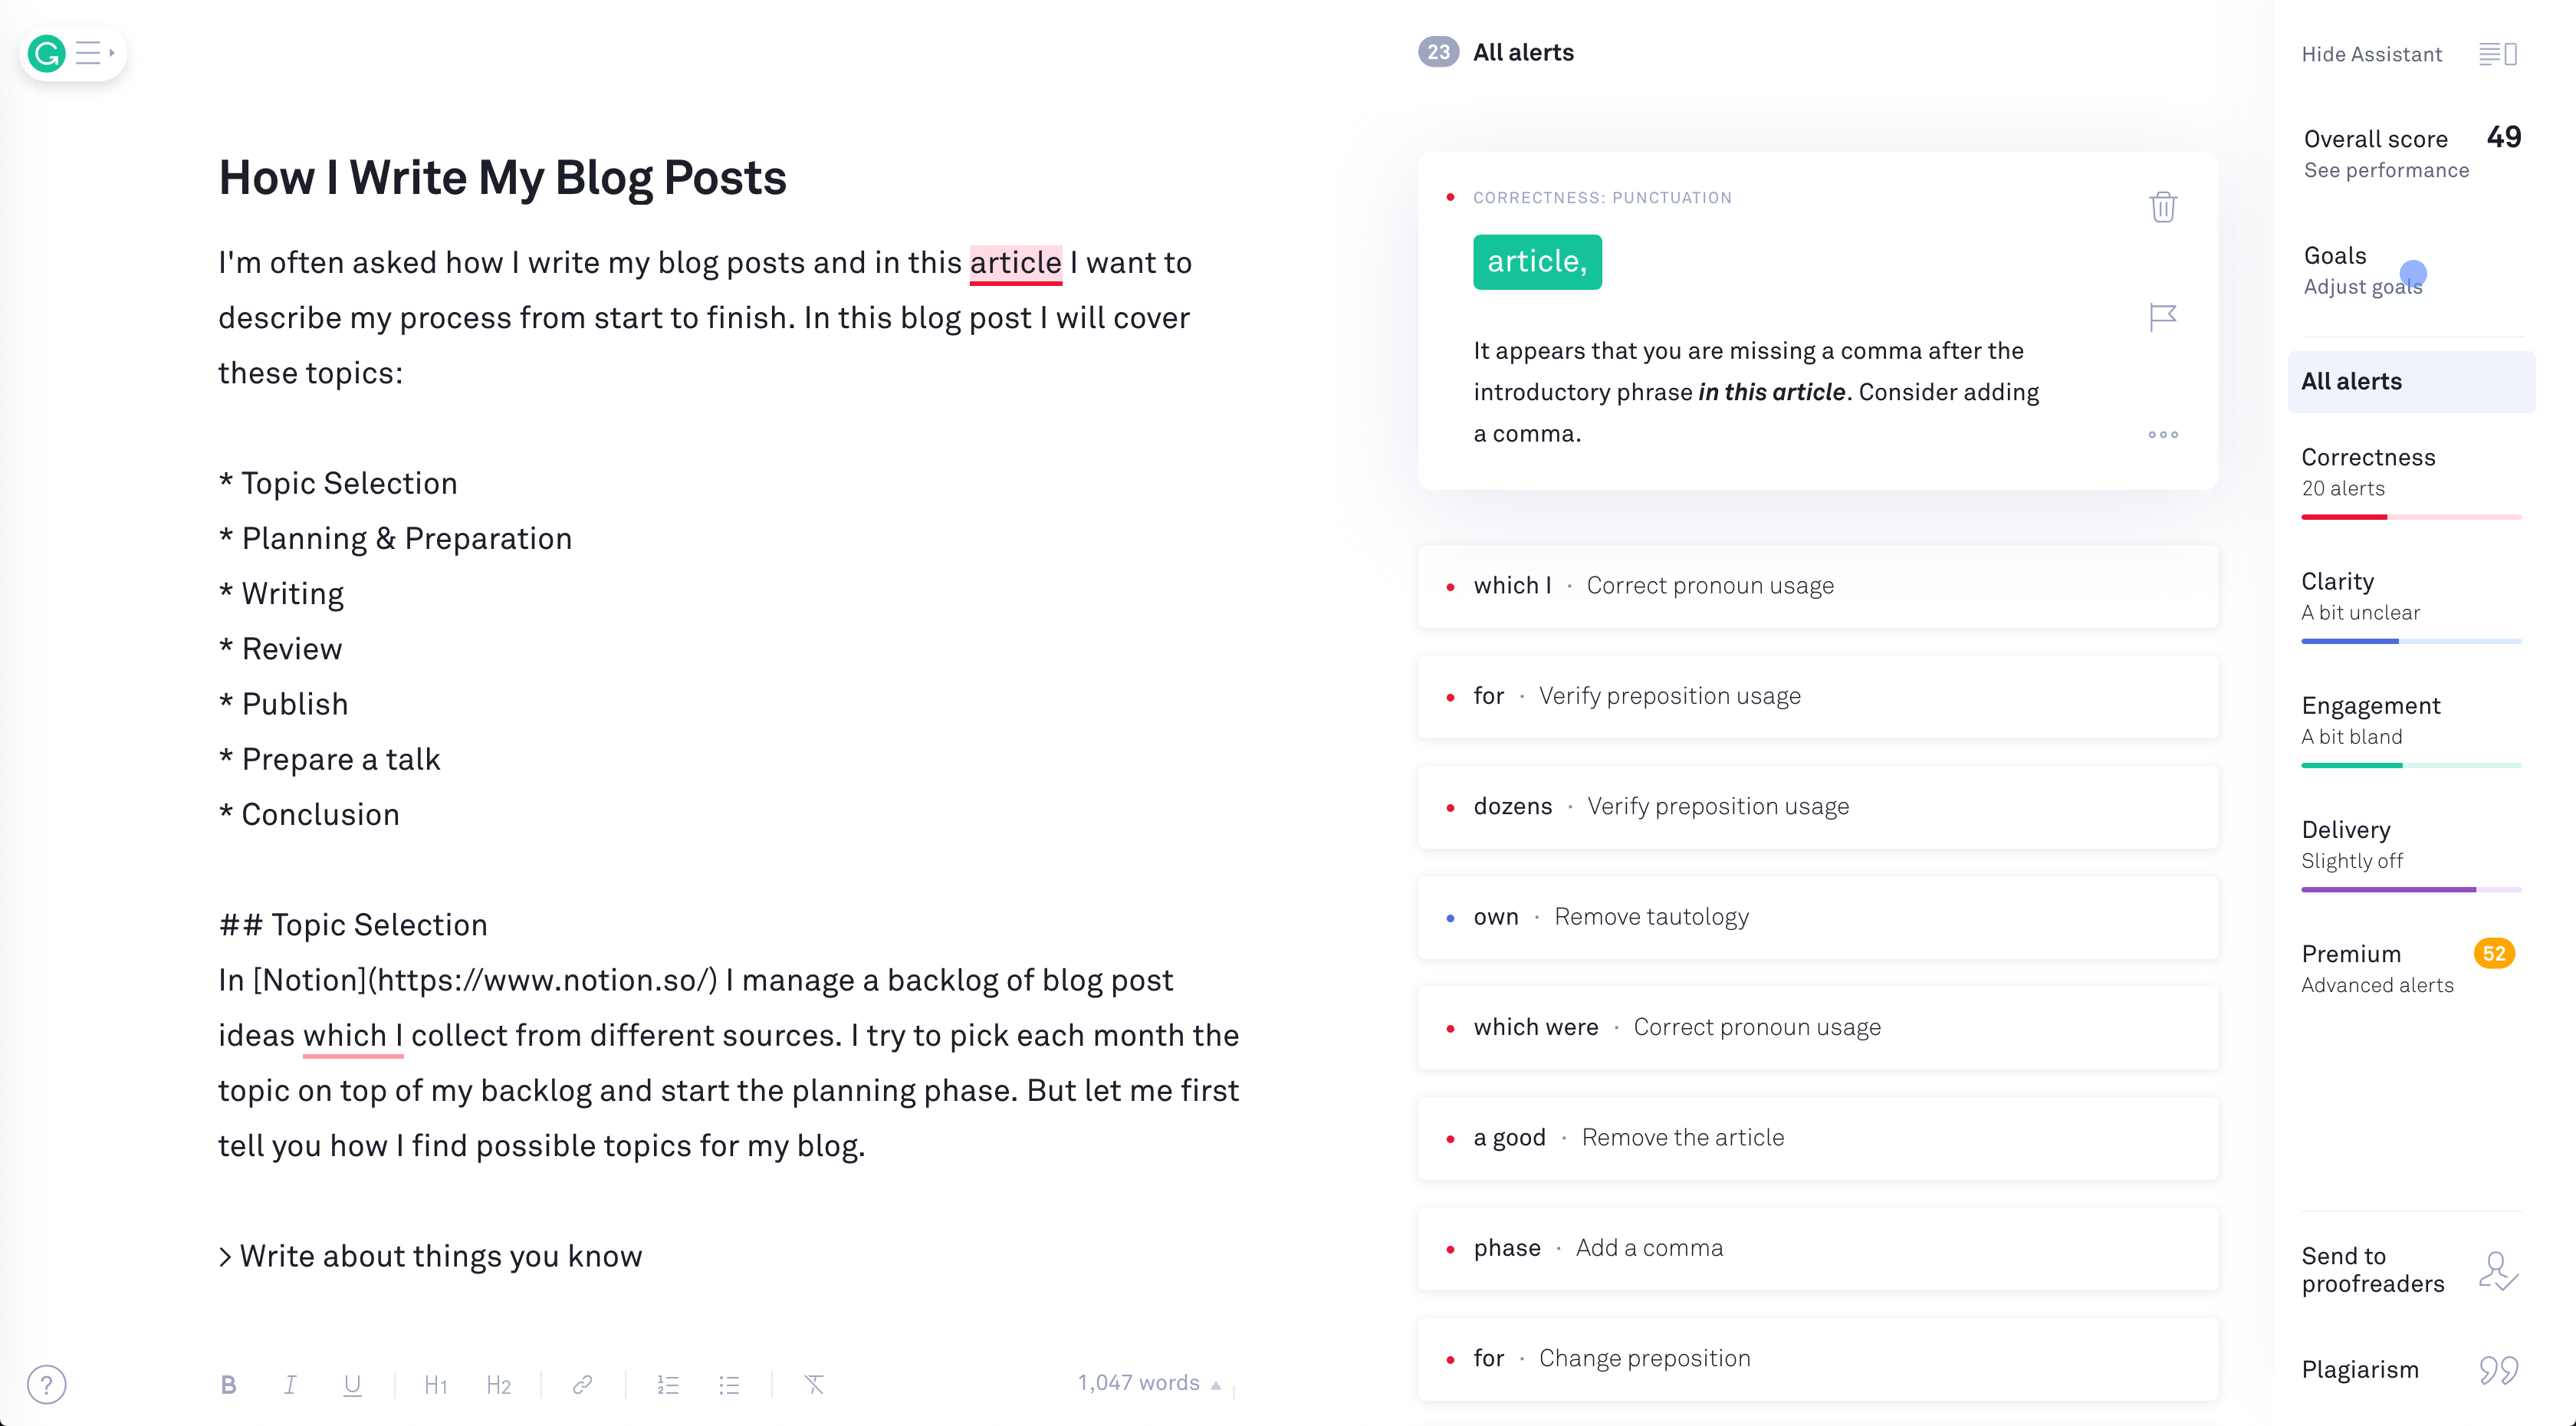 How I Write My Blog Posts
I'm often asked how I write my blog posts and in this article I want to
describe my process from start to finish. In this blog post I will cover
these topics:
* Topic Selection
* Planning & Preparation
* Writing
* Review
* Publish
* Prepare a talk
* Conclusion
## Topic Selection
In [Notion](https://www.notion.so/) I manage a backlog of blog post
ideas which I collect from different sources. I try to pick each month the
topic on top of my backlog and start the planning phase. But let me first
tell you how I find possible topics for my blog.
> Write about things you know
? B I U H1 H2 1,047 words
23 All alerts
CORRECTNESS: PUNCTUATION
article,
It appears that you are missing a comma after the
introductory phrase in this article. Consider adding
a comma.
which I · Correct pronoun usage
for · Verify preposition usage
dozens · Verify preposition usage
own · Remove tautology
which were · Correct pronoun usage
a good · Remove the article
phase · Add a comma
for · Change preposition
Hide Assistant
Overall score 49
See performance
Goals
Adjust goals
All alerts
Correctness
20 alerts
Clarity
A bit unclear
Engagement
A bit bland
Delivery
Slightly off
Premium 52
Advanced alerts
Send to
proofreaders
Plagiarism